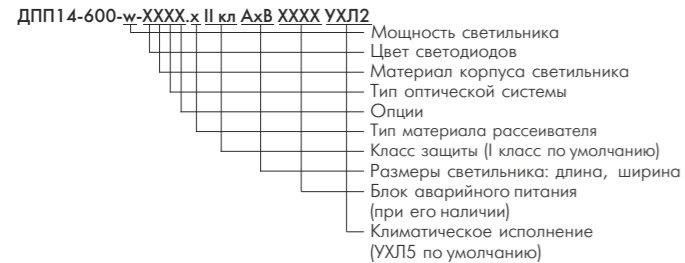 ДПП14-600-w-XXXX.x II кл АxВ XXXX УХЛ2
Мощность светильника
Цвет светодиодов
Материал корпуса светильника
Тип оптической системы
Опции
Тип материала рассеивателя
Класс защиты (I класс по умолчанию)
Размеры светильника: длина, ширина
Блок аварийного питания
(при его наличии)
Климатическое исполнение
(УХЛ5 по умолчанию)